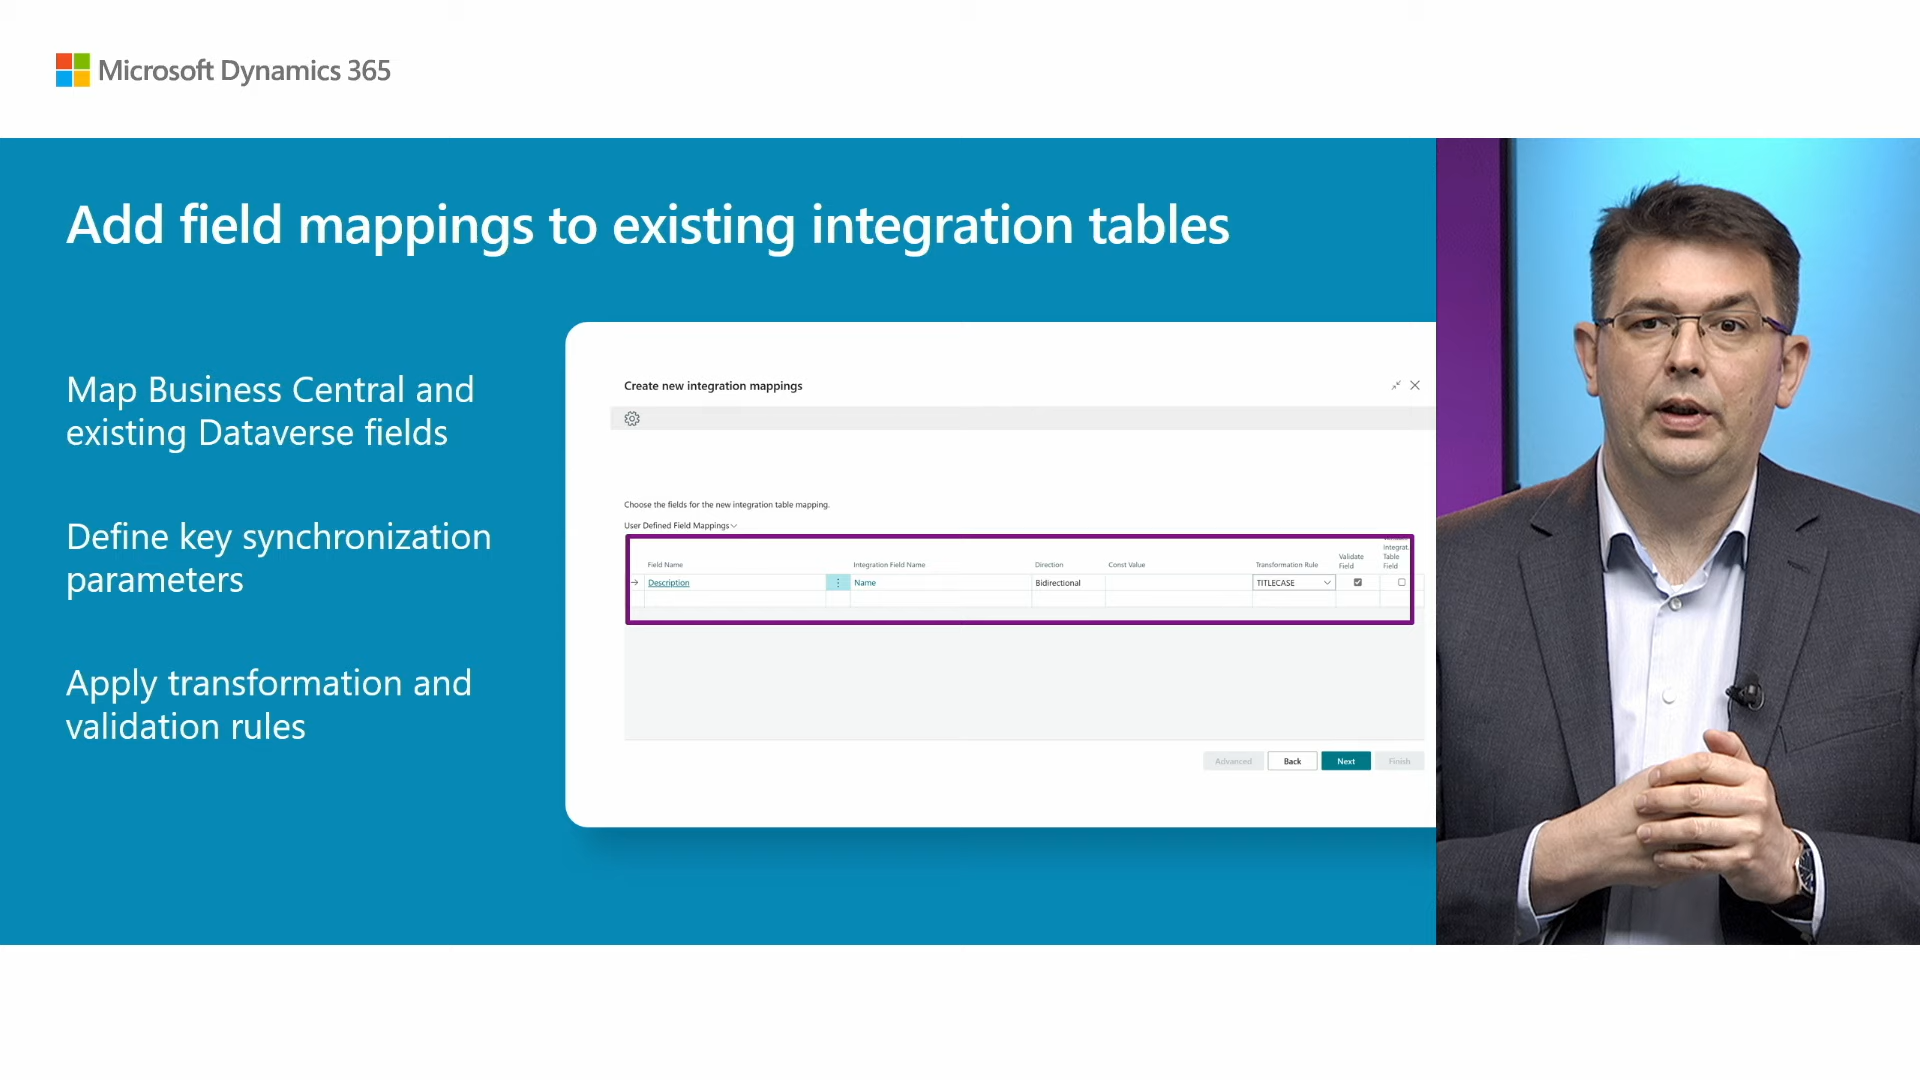 Microsoft Dynamics 365
Add field mappings to existing integration tables
Map Business Central and
existing Dataverse fields
Define key synchronization
parameters
Apply transformation and
validation rules
Create new integration mappings
Choose the fields for the new integration table mapping.
User Defined Field Mappings
Field Name Integration Field Name Direction Const Value Transformation Rule Validate Field Integrat. Table Field
Description Name Bidirectional TITLECASE
Advanced Back Next Finish